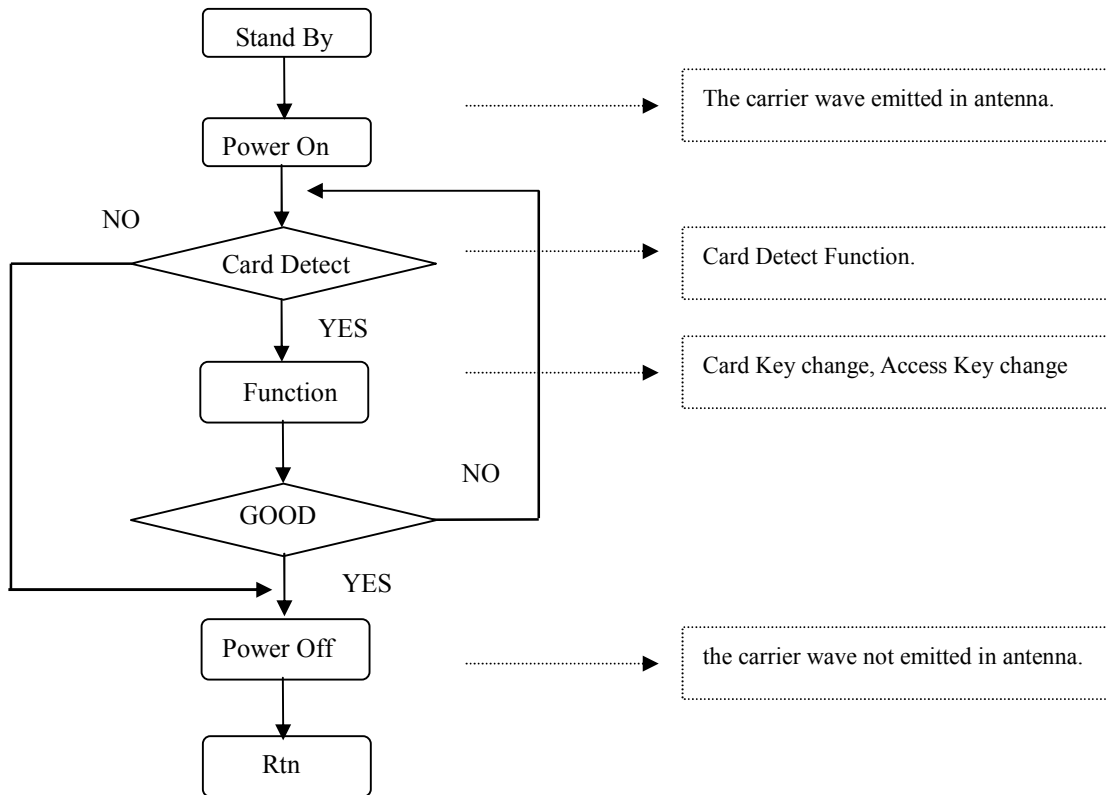 Stand By
The carrier wave emitted in antenna.
Power On
NO
Card Detect
Card Detect Function.
YES
Function
Card Key change, Access Key change
NO
GOOD
YES
Power Off
the carrier wave not emitted in antenna.
Rtn